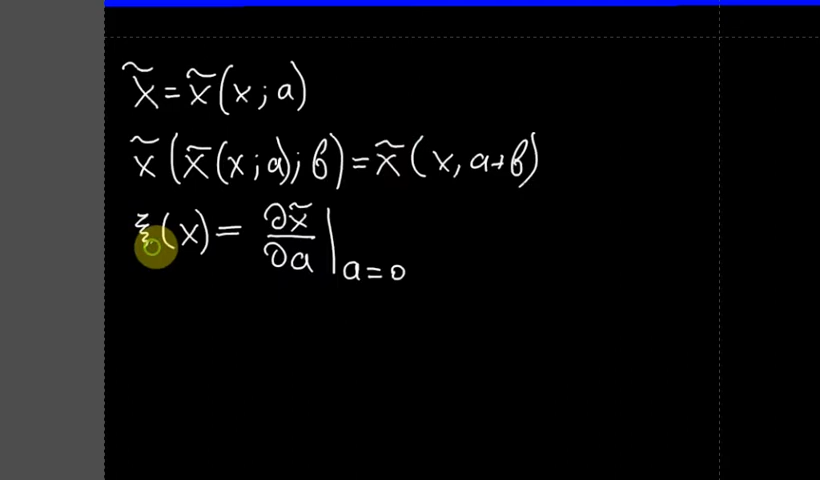 x̃ = x̃(x; a)
x̃(x̄(x; a); b) = x̃(x, a+b)
ξ(x) = ∂x̃/∂a |a=0